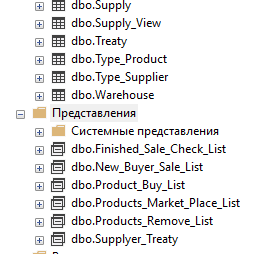 dbo.Supply
dbo.Supply_View
dbo.Treaty
dbo.Type_Product
dbo.Type_Supplier
dbo.Warehouse
Представления
Системные представления
dbo.Finished_Sale_Check_List
dbo.New_Buyer_Sale_List
dbo.Product_Buy_List
dbo.Products_Market_Place_List
dbo.Products_Remove_List
dbo.Supplyer_Treaty